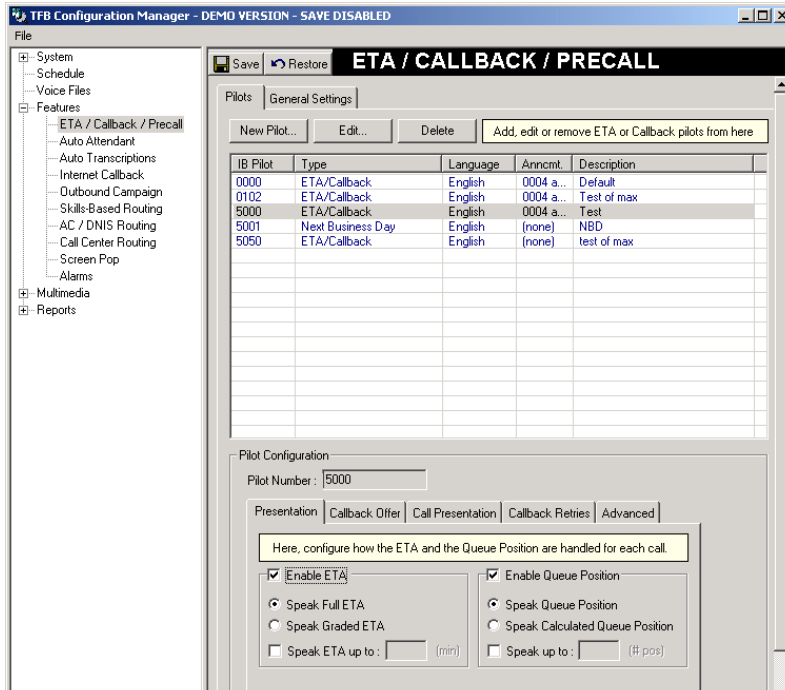 TFB Configuration Manager - DEMO VERSION - SAVE DISABLED
File
System
Schedule
Voice Files
Features
ETA / Callback / Precall
Auto Attendant
Auto Transcriptions
Internet Callback
Outbound Campaign
Skills-Based Routing
AC / DNIS Routing
Call Center Routing
Screen Pop
Alarms
Multimedia
Reports
Save Restore ETA / CALLBACK / PRECALL
Pilots General Settings
New Pilot... Edit... Delete Add, edit or remove ETA or Callback pilots from here
IB Pilot Type Language Anncmt. Description
0000 ETA/Callback English 0004 a... Default
0102 ETA/Callback English 0004 a... Test of max
5000 ETA/Callback English 0004 a... Test
5001 Next Business Day English (none) NBD
5050 ETA/Callback English (none) test of max
Pilot Configuration
Pilot Number : 5000
Presentation Callback Offer Call Presentation Callback Retries Advanced
Here, configure how the ETA and the Queue Position are handled for each call.
Enable ETA Enable Queue Position
Speak Full ETA Speak Queue Position
Speak Graded ETA Speak Calculated Queue Position
Speak ETA up to : (min) Speak up to : (# pos)